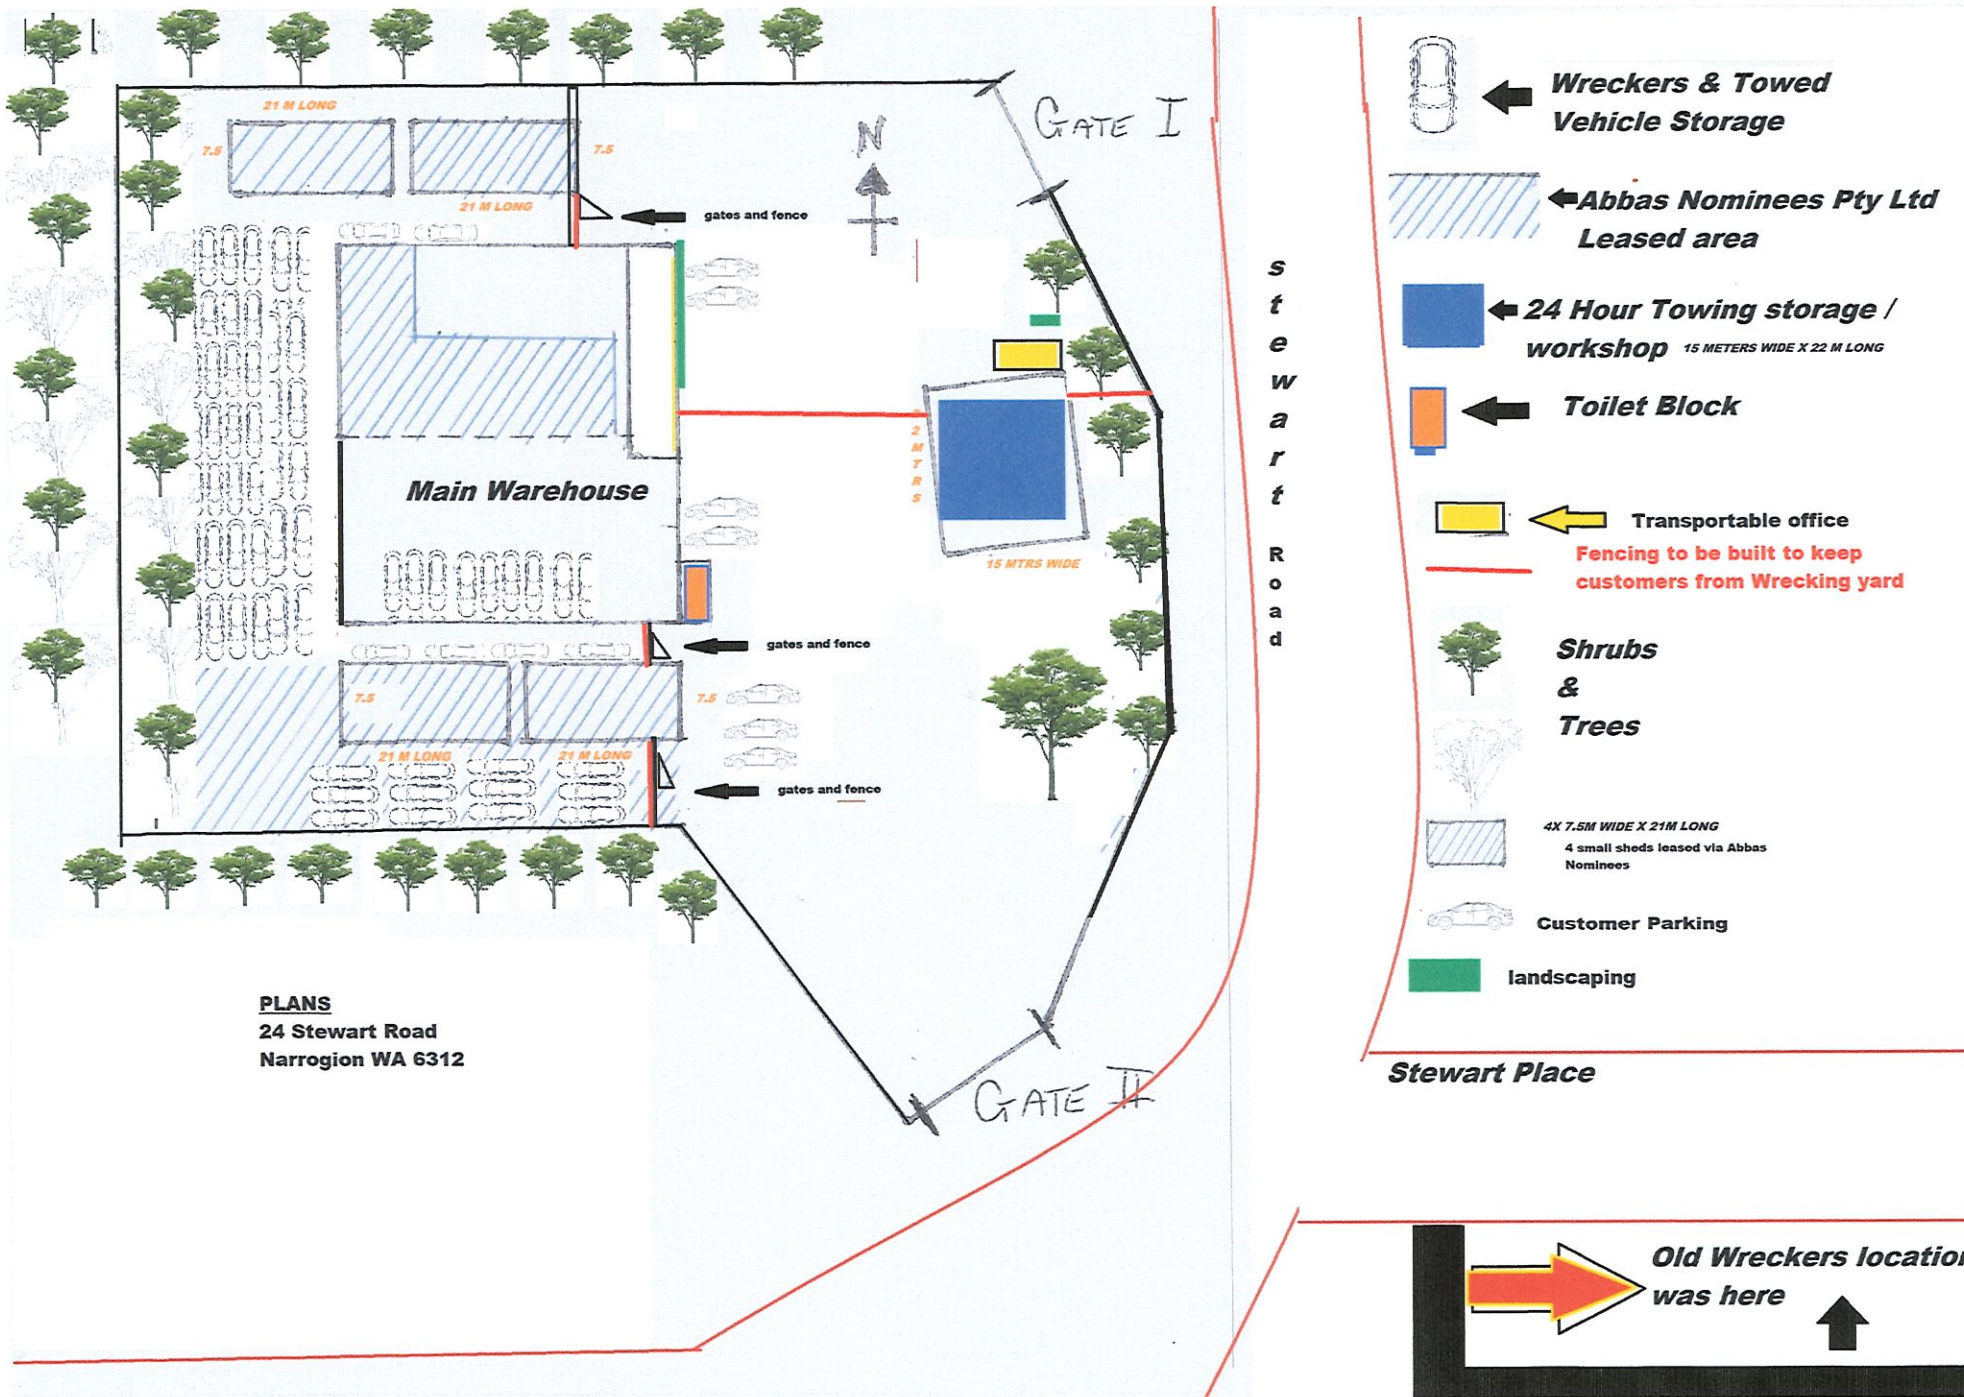 21 M LONG
7.5
7.5
21 M LONG
gates and fence
N
GATE I
Main Warehouse
2
M
T
R
S
15 MTRS WIDE
gates and fence
7.5
7.5
21 M LONG
21 M LONG
gates and fence
GATE II
PLANS
24 Stewart Road
Narrogion WA 6312
s
t
e
w
a
r
t
R
o
a
d
Wreckers & Towed
Vehicle Storage
Abbas Nominees Pty Ltd
Leased area
24 Hour Towing storage /
workshop 15 METERS WIDE X 22 M LONG
Toilet Block
Transportable office
Fencing to be built to keep
customers from Wrecking yard
Shrubs
&
Trees
4X 7.5M WIDE X 21M LONG
4 small sheds leased via Abbas
Nominees
Customer Parking
landscaping
Stewart Place
Old Wreckers location
was here